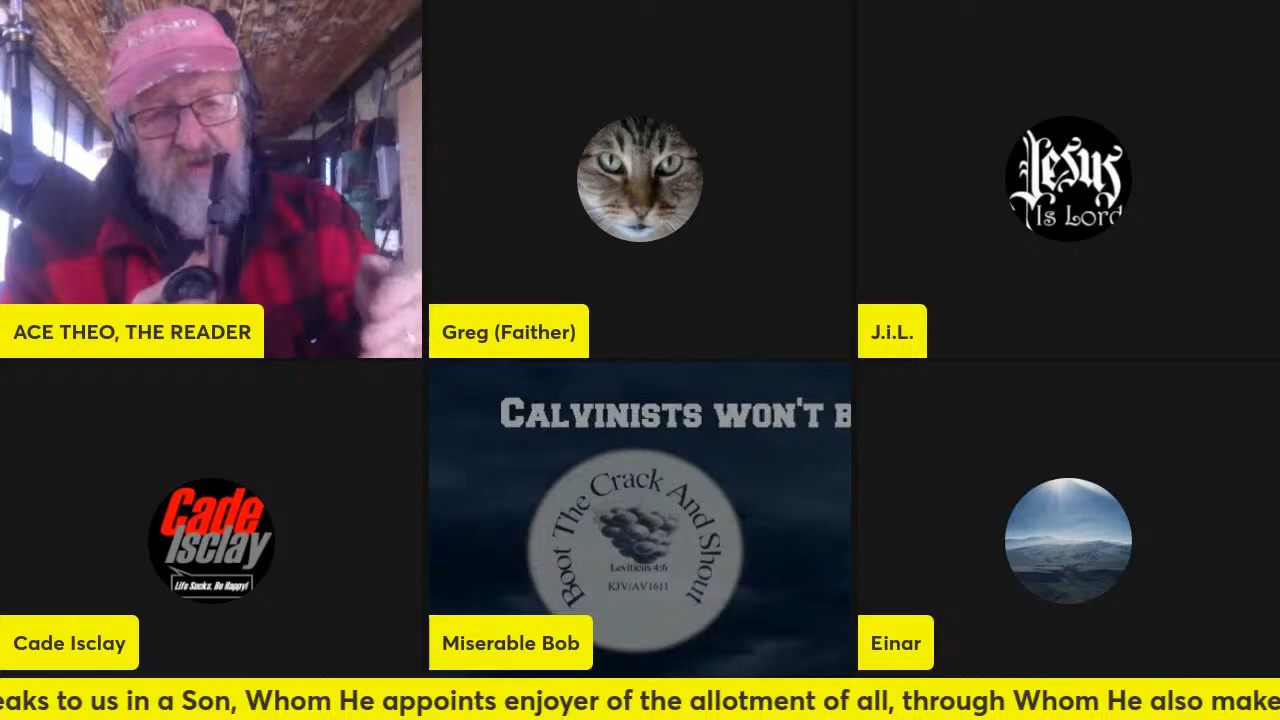 ACE THEO, THE READER
Greg (Faither)
Jesus
Is Lord
J.i.L.
Cade
Isclay
Life Sucks. Be Happy!
Cade Isclay
CALVINISTS WON'T B
Boot The Crack And Shout
Leviticus 4:6
KJV/AV1611
Miserable Bob
Einar
eaks to us in a Son, Whom He appoints enjoyer of the allotment of all, through Whom He also make